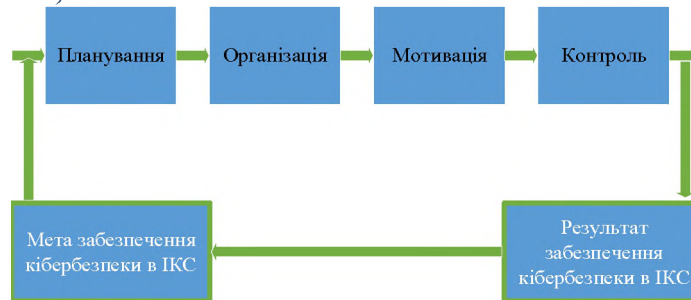 Планування
Організація
Мотивація
Контроль
Мета забезпечення
кібербезпеки в ІКС
Результат
забезпечення
кібербезпеки в ІКС